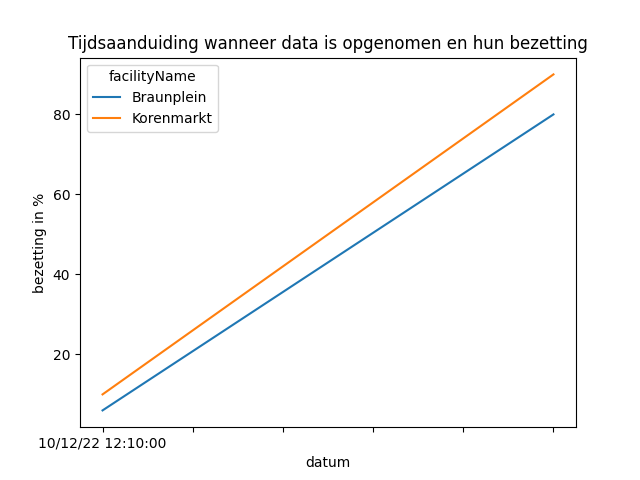 Tijdsaanduiding wanneer data is opgenomen en hun bezetting
facilityName
Braunplein
Korenmarkt
bezetting in %
80
60
40
20
10/12/22 12:10:00
datum